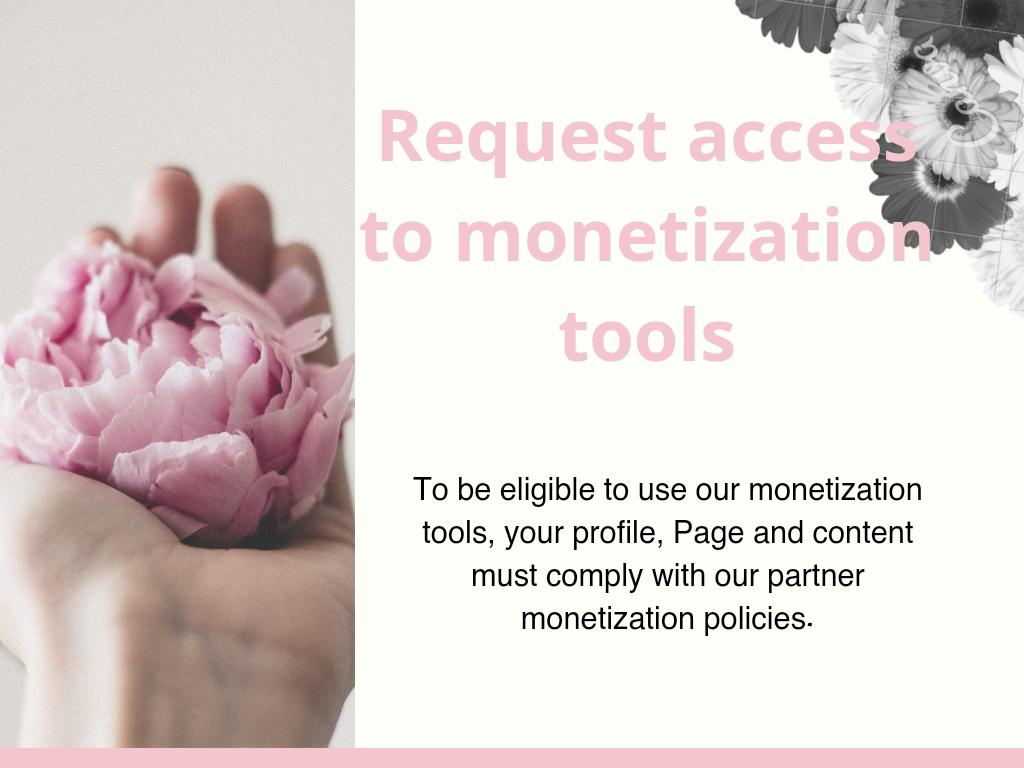 Request access
to monetization
tools
To be eligible to use our monetization
tools, your profile, Page and content
must comply with our partner
monetization policies.